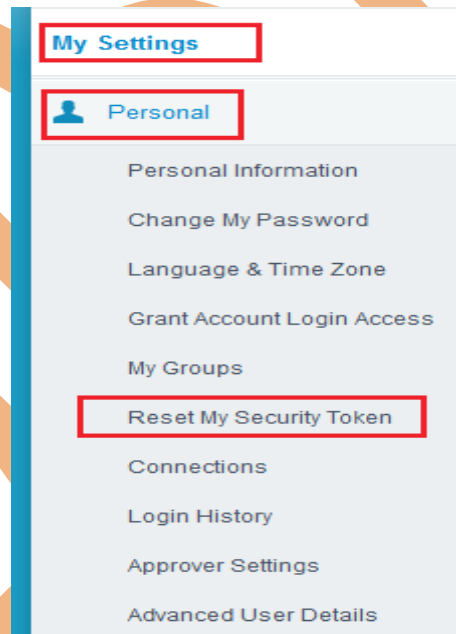 My Settings
Personal
Personal Information
Change My Password
Language & Time Zone
Grant Account Login Access
My Groups
Reset My Security Token
Connections
Login History
Approver Settings
Advanced User Details